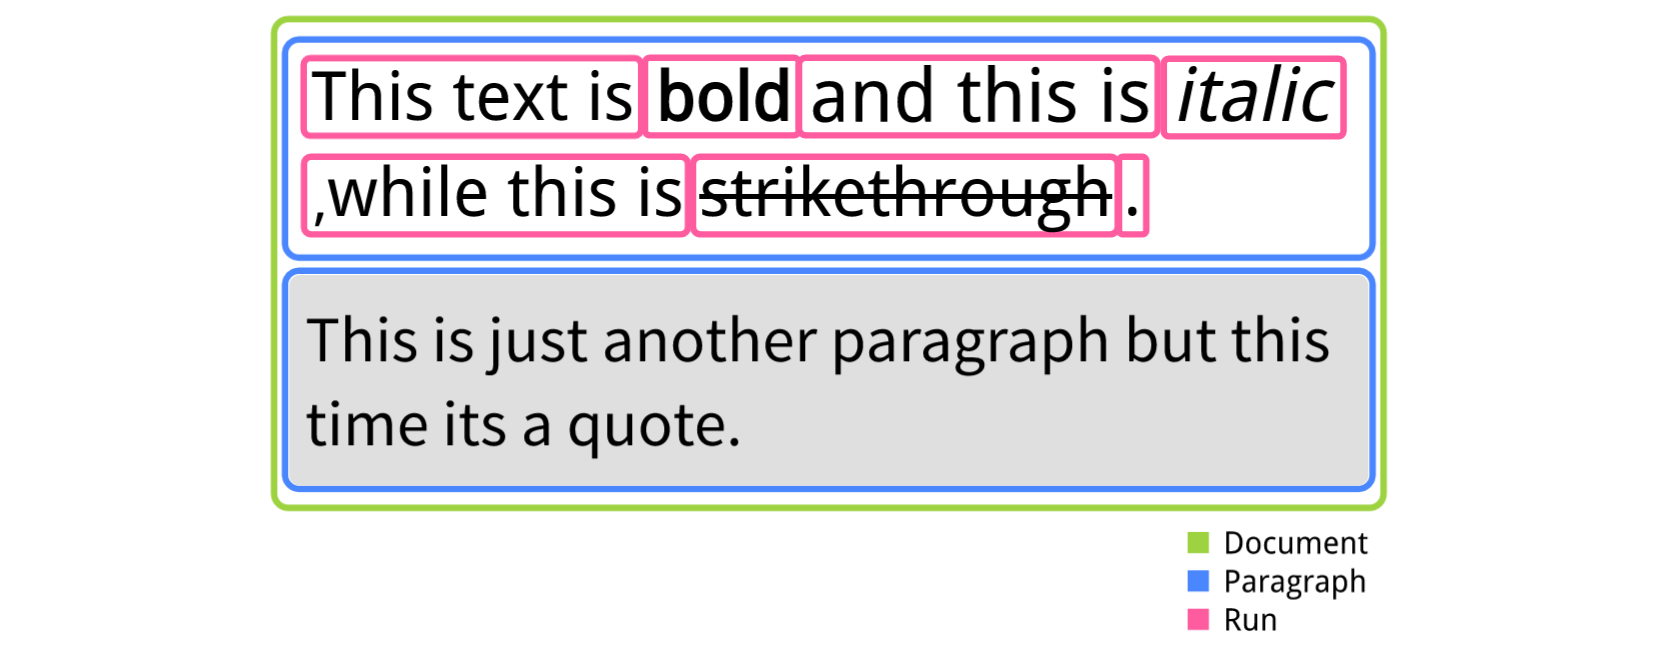 This text is bold and this is italic
,while this is strikethrough.
This is just another paragraph but this
time its a quote.
Document
Paragraph
Run